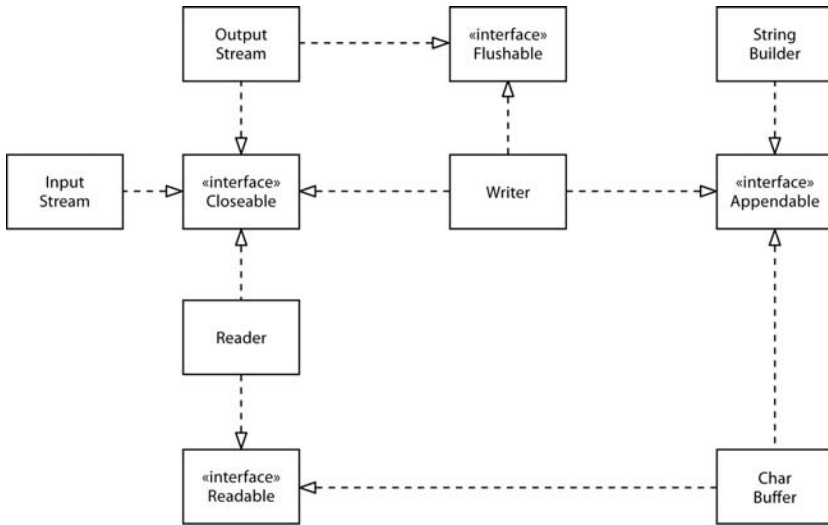 Output
Stream
«interface»
Flushable
String
Builder
Input
Stream
«interface»
Closeable
Writer
«interface»
Appendable
Reader
«interface»
Readable
Char
Buffer